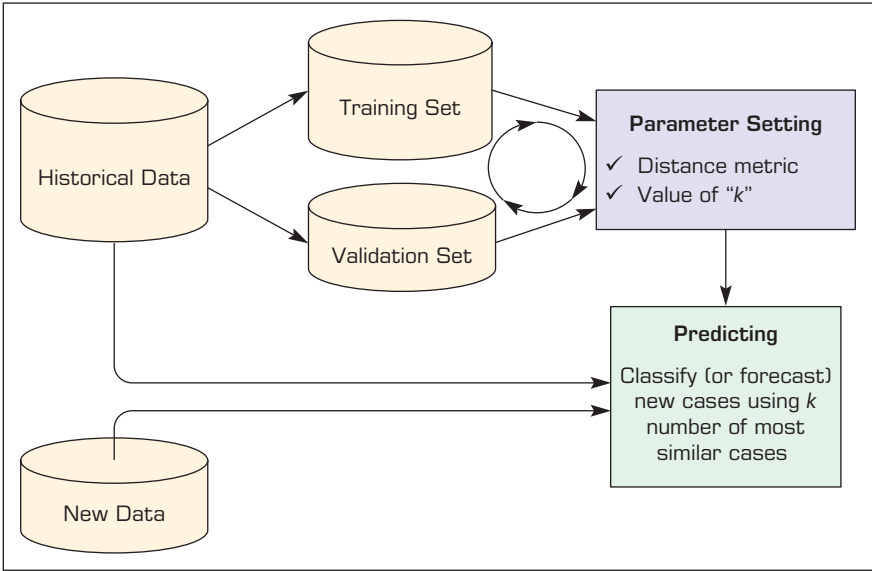 Historical Data
Training Set
Validation Set
Parameter Setting
✓ Distance metric
✓ Value of “k”
Predicting
Classify (or forecast)
new cases using k
number of most
similar cases
New Data